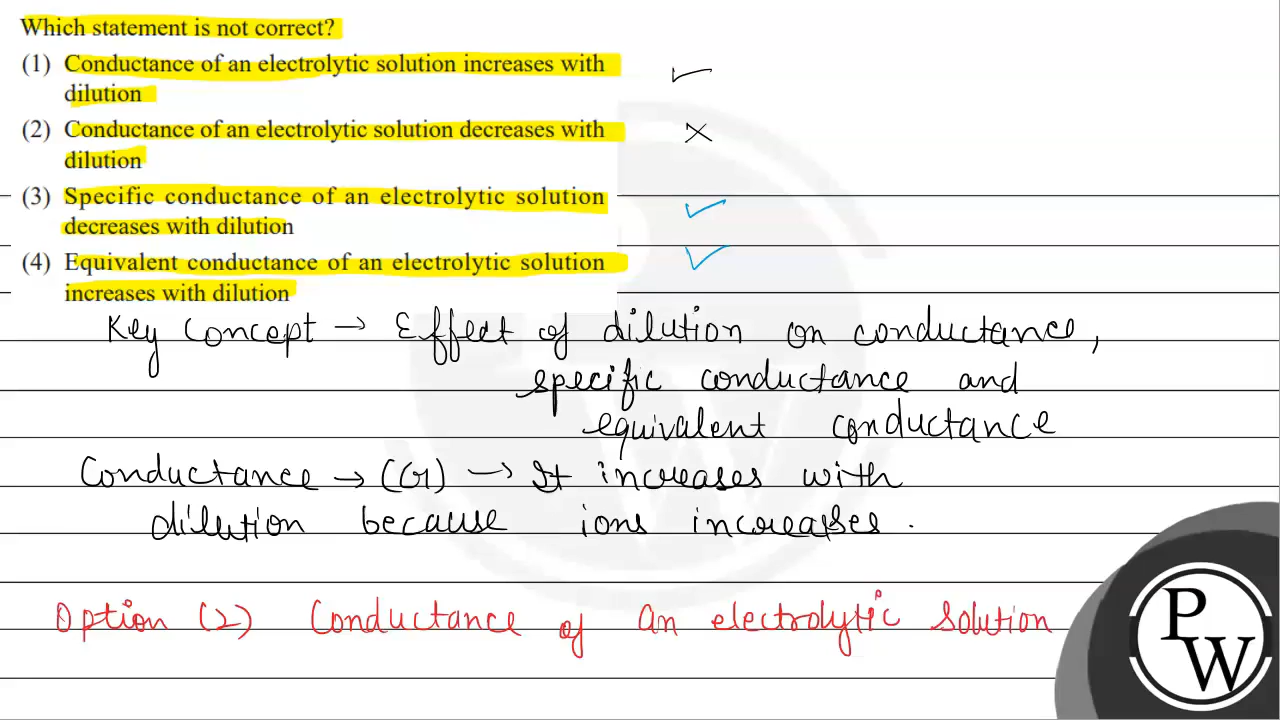 Which statement is not correct?
(1) Conductance of an electrolytic solution increases with
dilution
(2) Conductance of an electrolytic solution decreases with
dilution
(3) Specific conductance of an electrolytic solution
decreases with dilution
(4) Equivalent conductance of an electrolytic solution
increases with dilution
Key concept → Effect of dilution on conductance,
specific conductance and
equivalent conductance
Conductance → (G) → It increases with
dilution because ions increases.
Option (2) Conductance of an electrolytic solution
PW